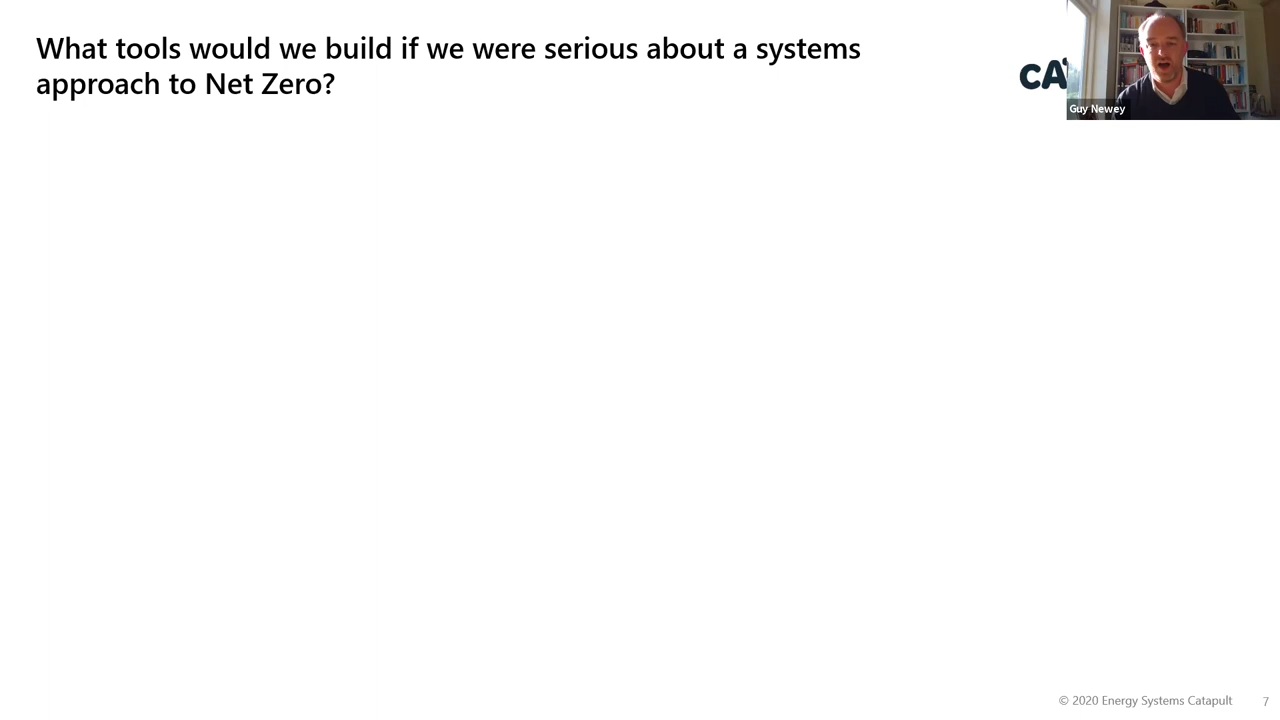 What tools would we build if we were serious about a systems
approach to Net Zero?
CA
Guy Newey
© 2020 Energy Systems Catapult
7